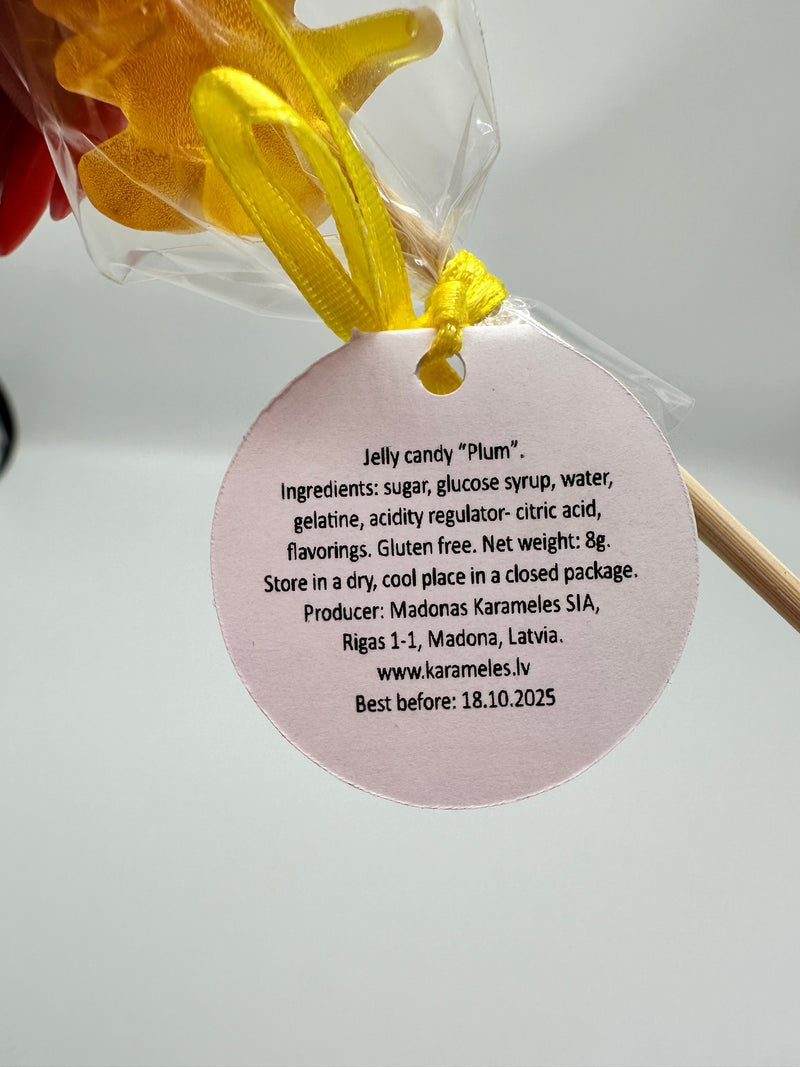 Jelly candy "Plum".
Ingredients: sugar, glucose syrup, water,
gelatine, acidity regulator- citric acid,
flavorings. Gluten free. Net weight: 8g.
Store in a dry, cool place in a closed package.
Producer: Madonas Karameles SIA,
Rigas 1-1, Madona, Latvia.
www.karameles.lv
Best before: 18.10.2025